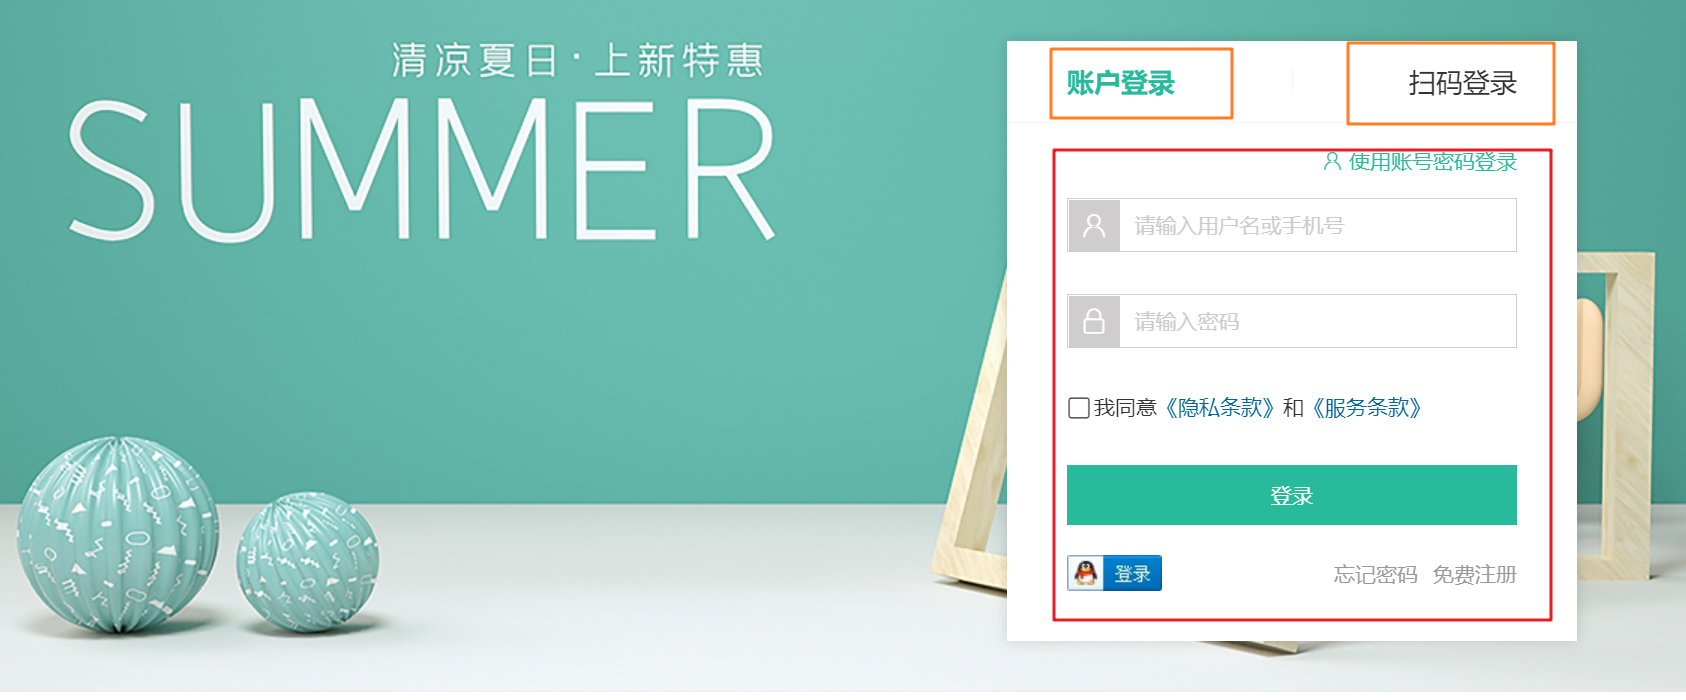 清凉夏日·上新特惠
SUMMER
账户登录
扫码登录
使用账号密码登录
请输入用户名或手机号
请输入密码
我同意《隐私条款》和《服务条款》
登录
登录
忘记密码 免费注册